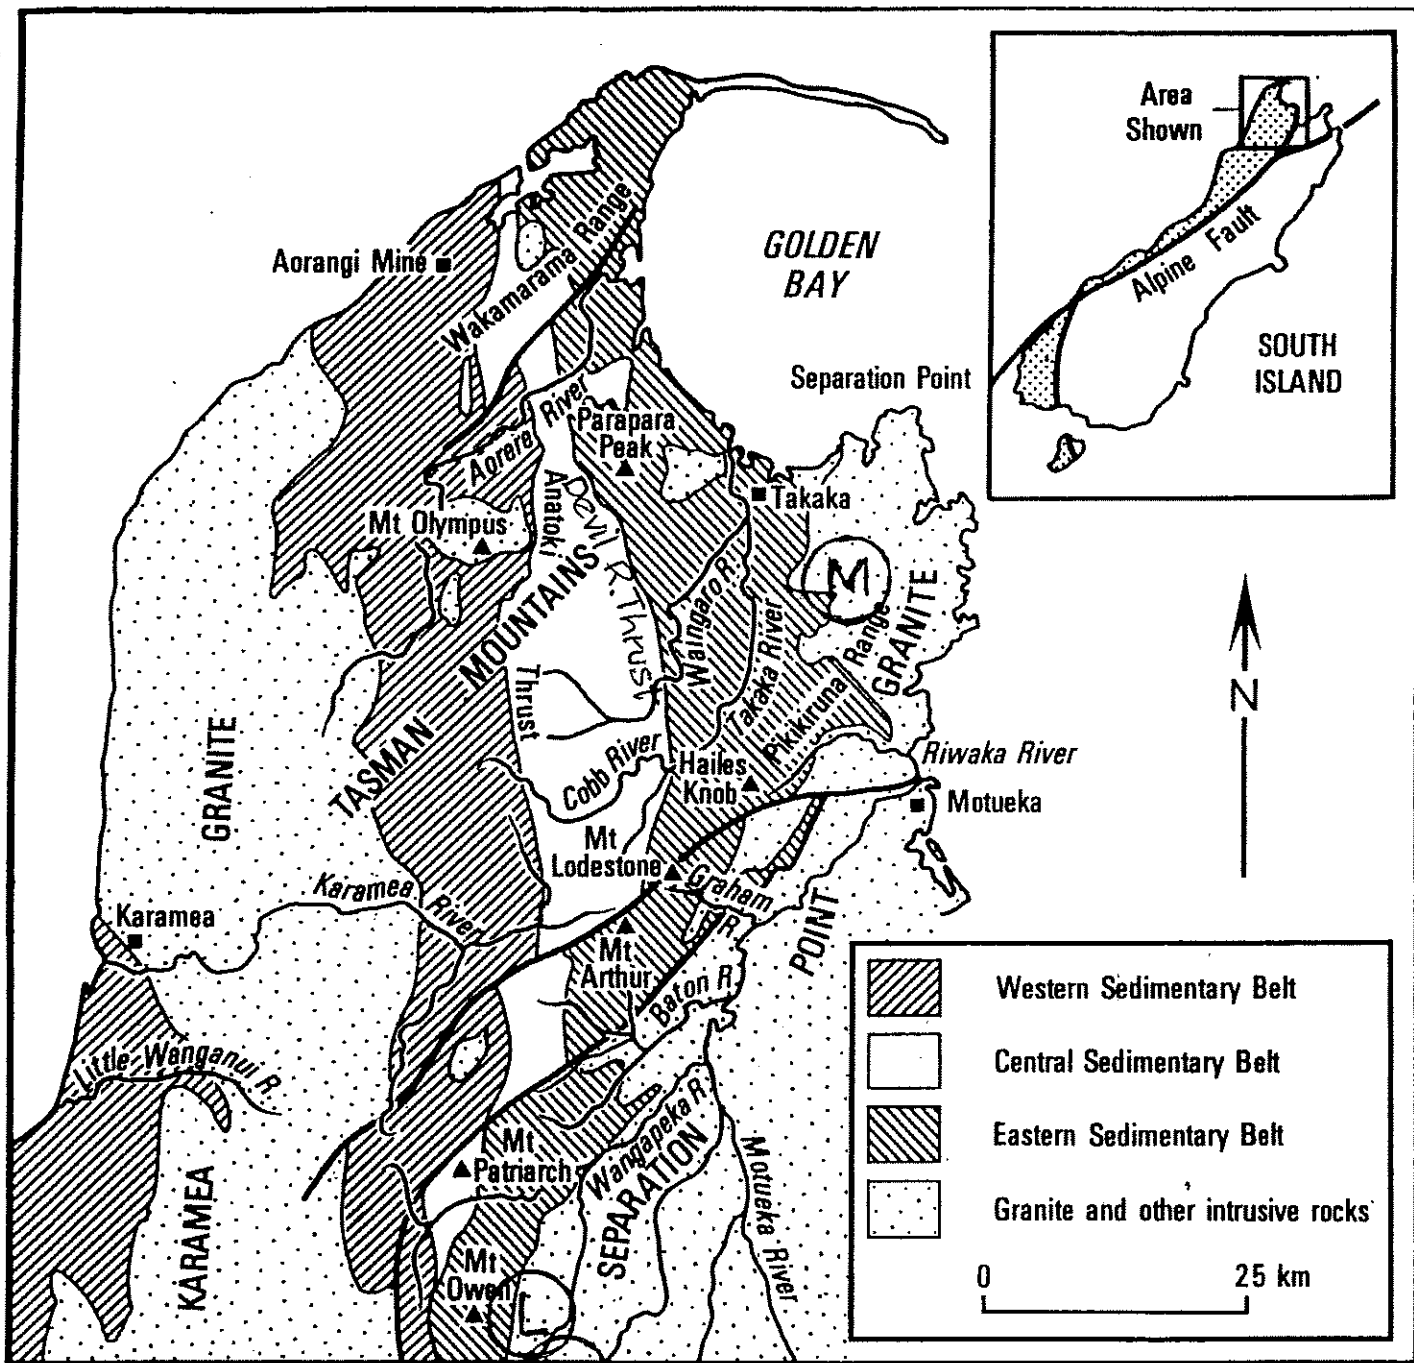 Area
Shown
Alpine Fault
SOUTH
ISLAND
Aorangi Mine
Wakamarama Range
GOLDEN
BAY
Separation Point
Aorere River
Parapara
Peak
Takaka
Anatoki
Thrust
Devil R. Thrust
Mt Olympus
M
Waingaro R.
Takaka River
Pikikiruna Range
TASMAN MOUNTAINS
Cobb River
Hailes
Knob
Riwaka River
Motueka
Mt
Lodestone
Graham
R
KARAMEA GRANITE
Karamea
River
Karamea
Mt
Arthur
Baton R
Little Wanganui R.
SEPARATION POINT GRANITE
Mt
Patriarch
Wangapeka R.
Motueka River
Mt
Owen
L
N
Western Sedimentary Belt
Central Sedimentary Belt
Eastern Sedimentary Belt
Granite and other intrusive rocks
0 25 km